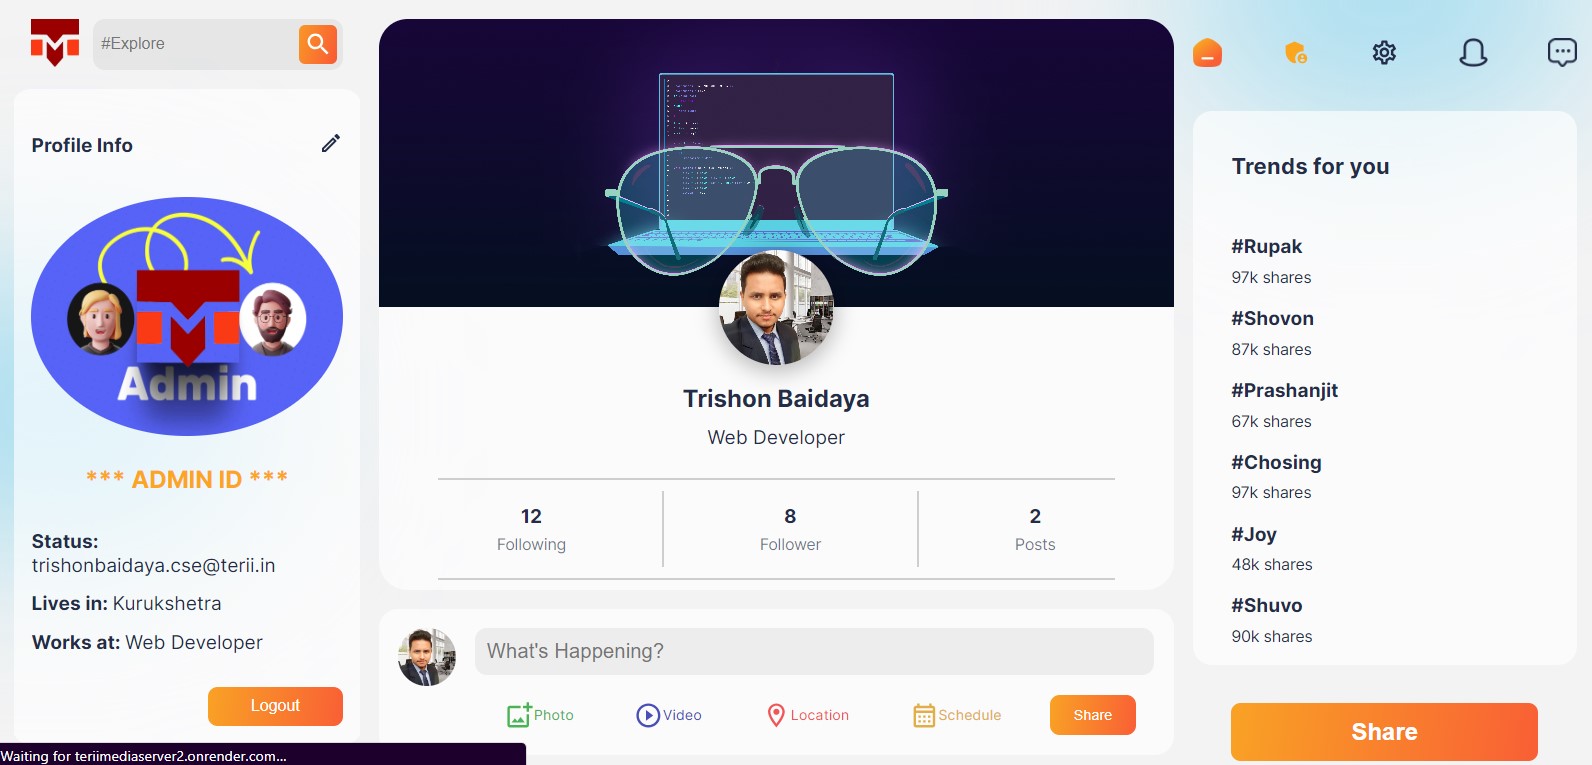 #Explore
Profile Info
Admin
*** ADMIN ID ***
Status:
trishonbaidaya.cse@terii.in
Lives in: Kurukshetra
Works at: Web Developer
Logout
Waiting for teriimediaserver2.onrender.com...
Trishon Baidaya
Web Developer
12
Following
8
Follower
2
Posts
What's Happening?
Photo
Video
Location
Schedule
Share
Trends for you
#Rupak
97k shares
#Shovon
87k shares
#Prashanjit
67k shares
#Chosing
97k shares
#Joy
48k shares
#Shuvo
90k shares
Share